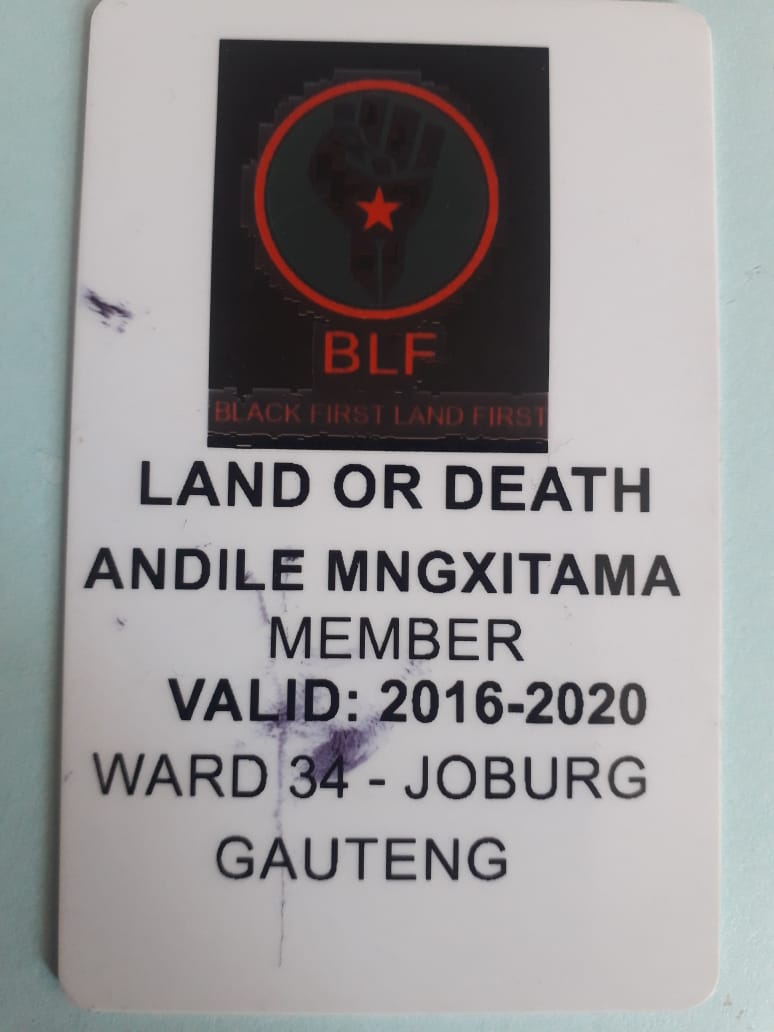 BLF
BLACK FIRST LAND FIRST
LAND OR DEATH
ANDILE MNGXITAMA
MEMBER
VALID: 2016-2020
WARD 34 - JOBURG
GAUTENG